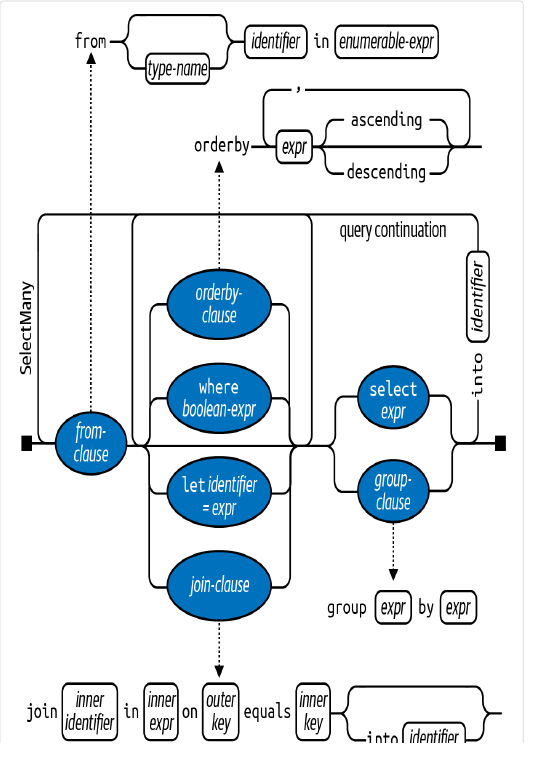 from type-name identifier in enumerable-expr
,
orderby expr ascending
descending
query continuation
SelectMany
identifier
into
orderby-
clause
where
boolean-expr
select
expr
from-
clause
let identifier
= expr
group-
clause
join-clause
group expr by expr
join inner
identifier in inner
expr on outer
key equals inner
key
into identifier